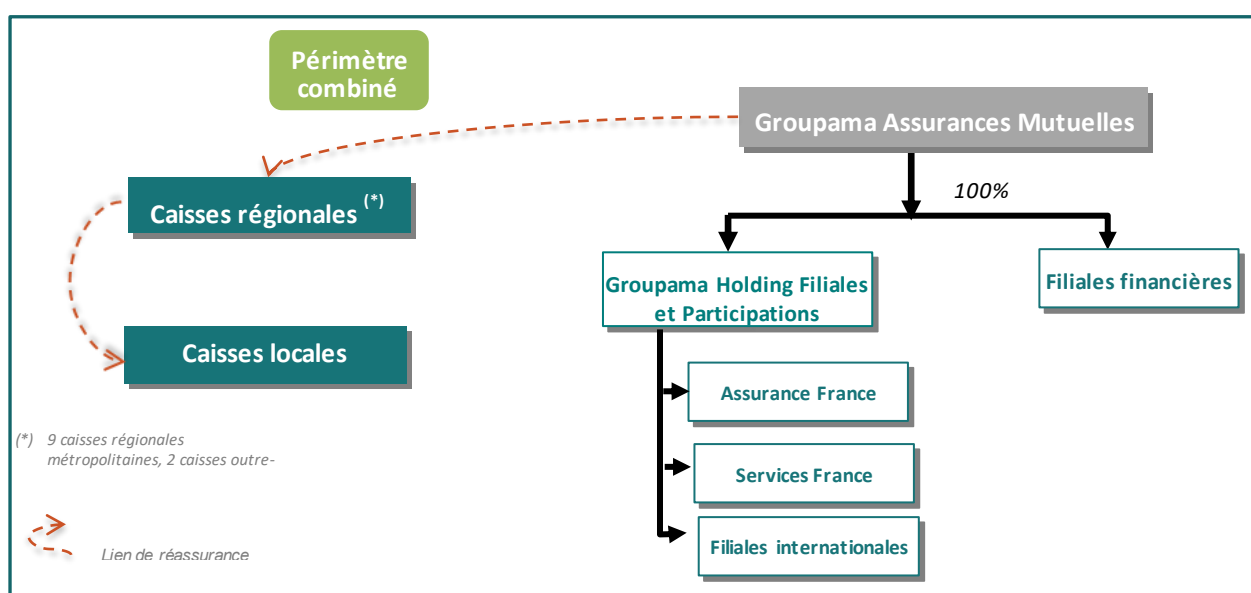 Périmètre
combiné
Groupama Assurances Mutuelles
100%
Caisses régionales (*)
Groupama Holding Filiales
et Participations
Filiales financières
Caisses locales
Assurance France
Services France
Filiales internationales
(*) 9 caisses régionales
métropolitaines, 2 caisses outre-
Lien de réassurance